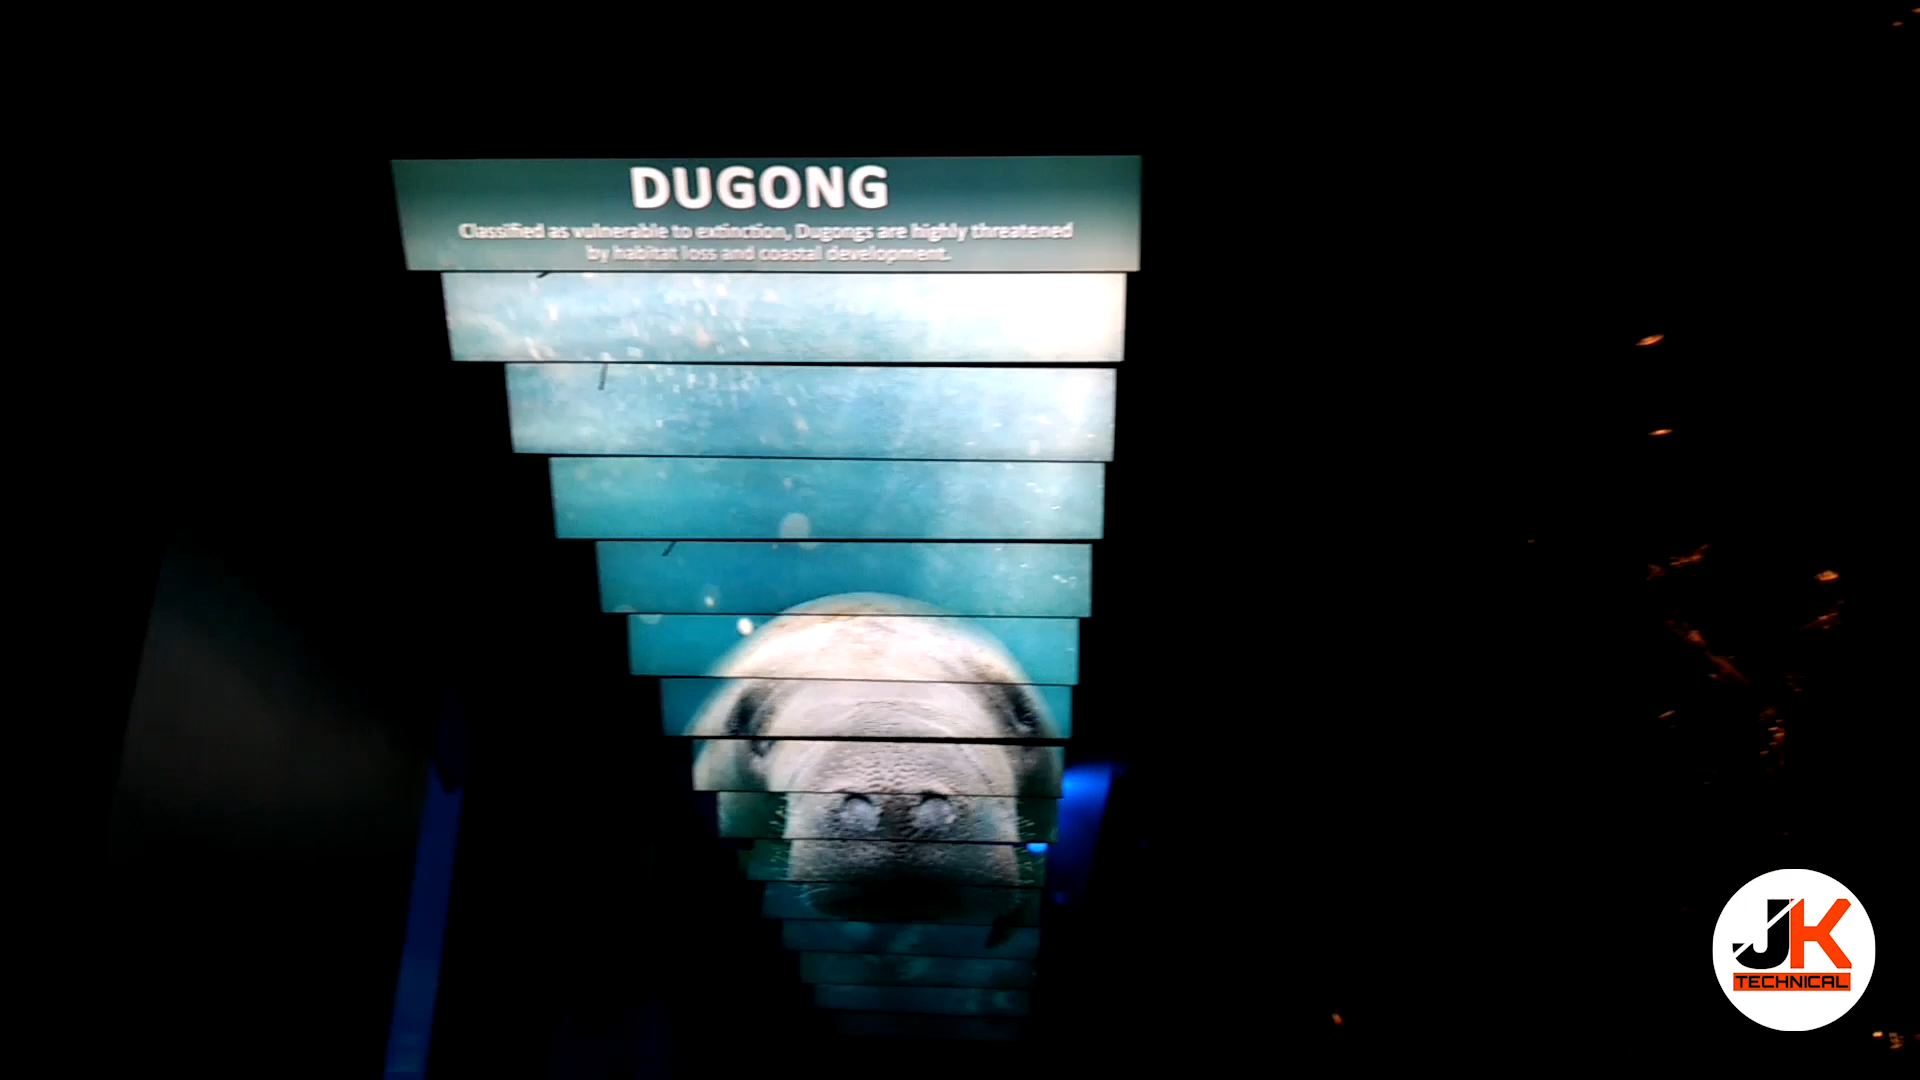 DUGONG
Classified as vulnerable to extinction, Dugongs are highly threatened
by habitat loss and coastal development.
JK
TECHNICAL